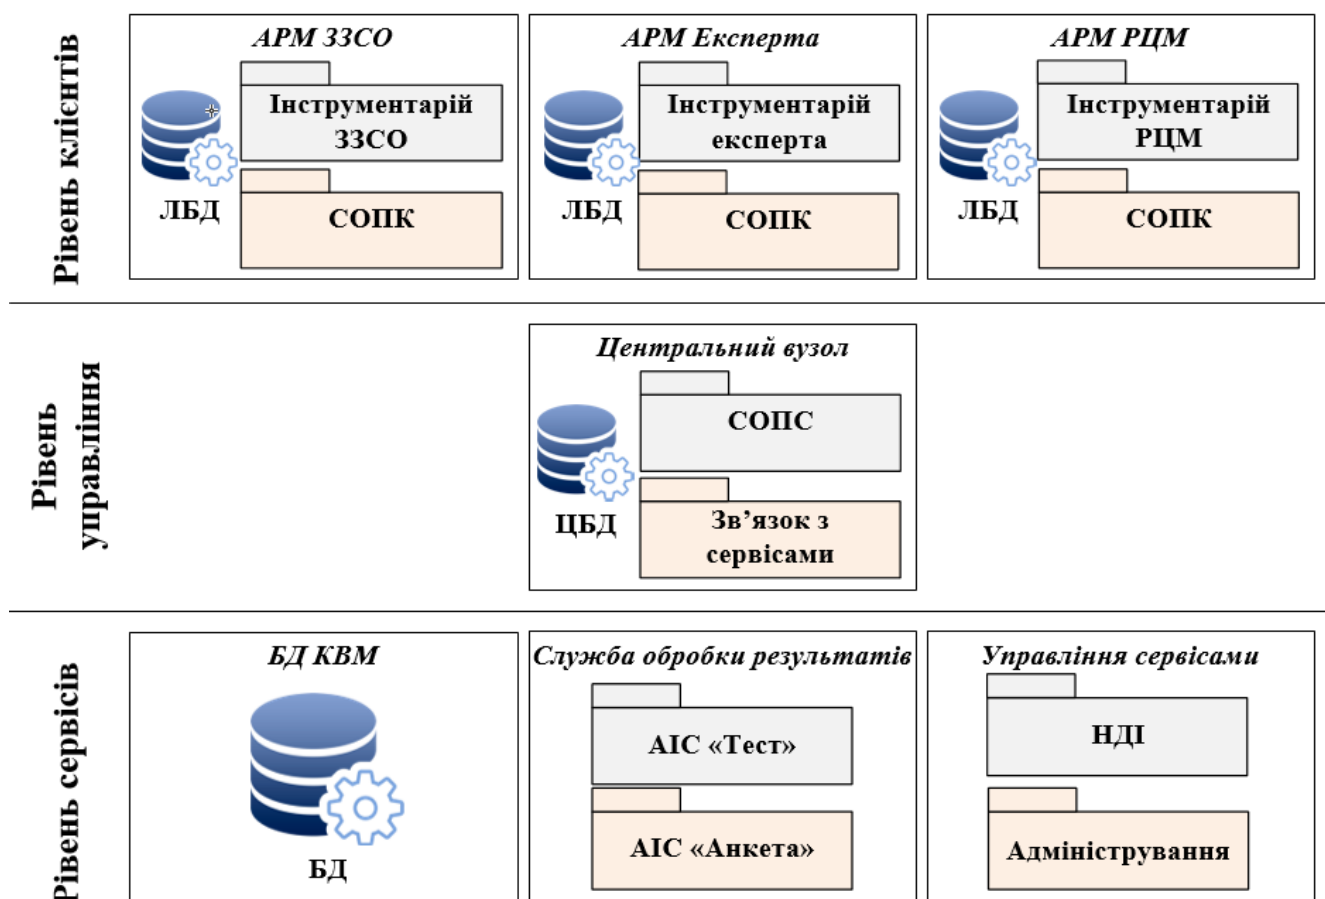 Рівень клієнтів
АРМ ЗЗСО
Інструментарій
ЗЗСО
ЛБД
СОПК
АРМ Експерта
Інструментарій
експерта
ЛБД
СОПК
АРМ РЦМ
Інструментарій
РЦМ
ЛБД
СОПК
Рівень
управління
Центральний вузол
СОПС
ЦБД
Зв’язок з
сервісами
Рівень сервісів
БД КВМ
БД
Служба обробки результатів
АІС «Тест»
АІС «Анкета»
Управління сервісами
НДІ
Адміністрування